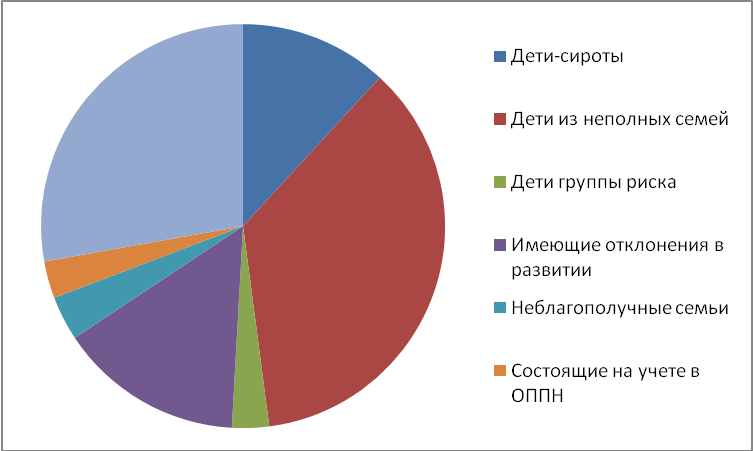 Дети-сироты
Дети из неполных семей
Дети группы риска
Имеющие отклонения в
развитии
Неблагополучные семьи
Состоящие на учете в
ОППН